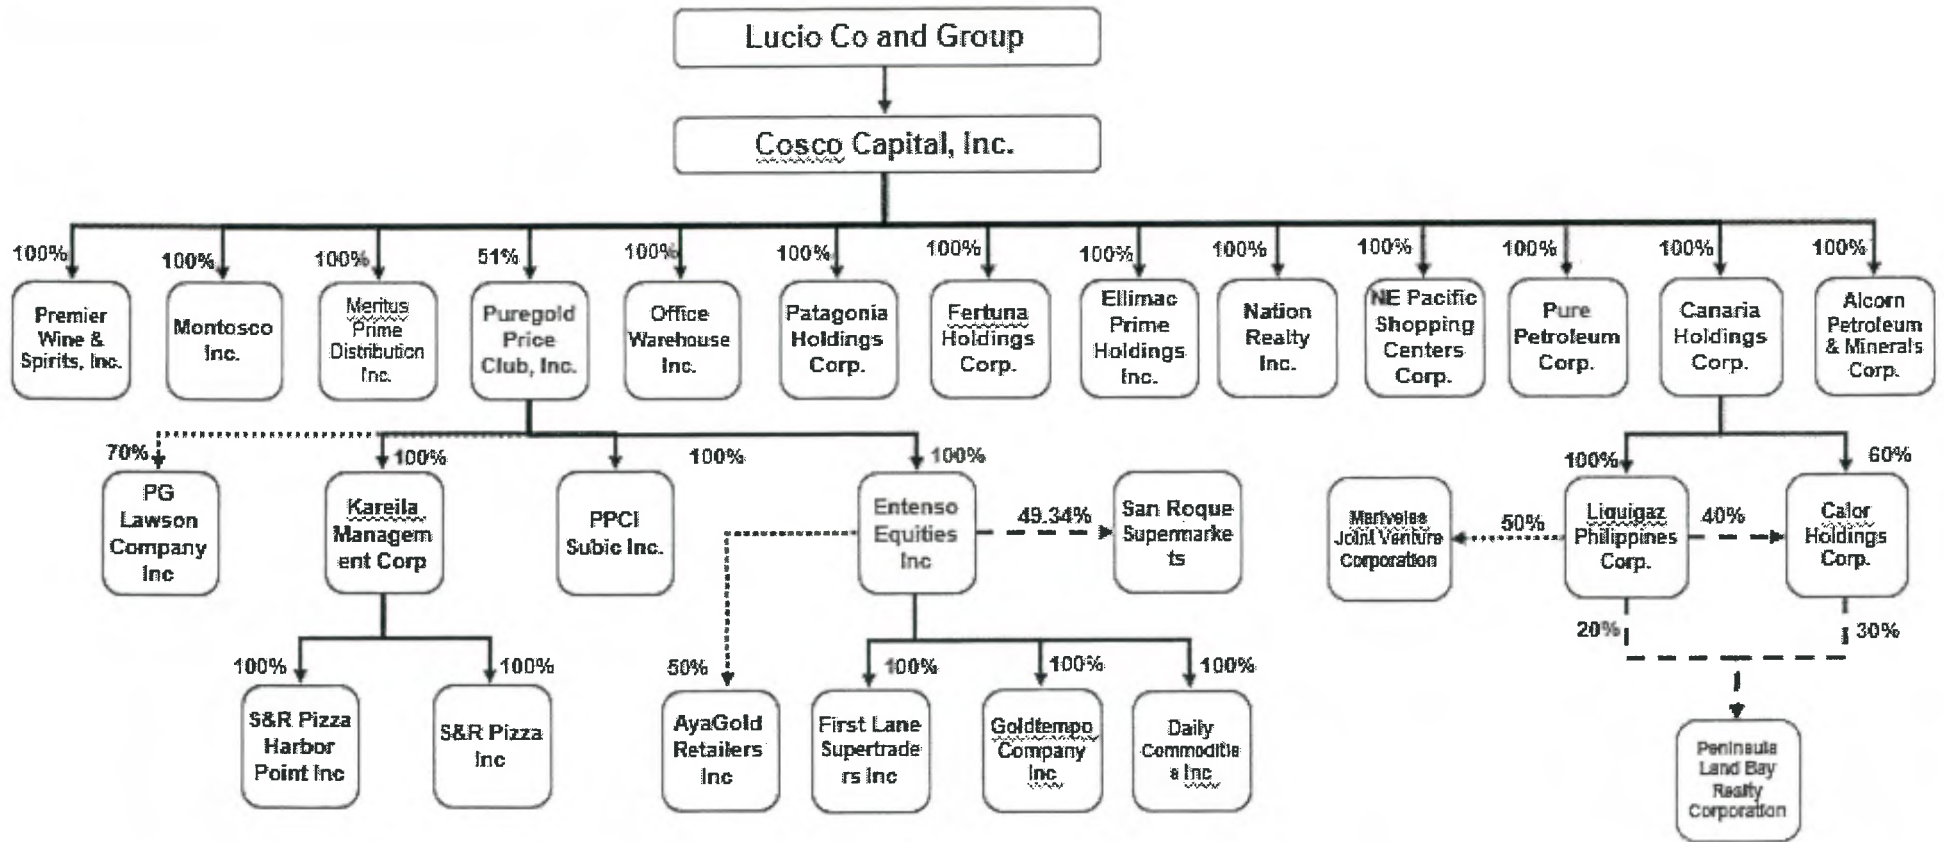 Lucio Co and Group
Cosco Capital, Inc.
100%
100%
100%
51%
100%
100%
100%
100%
100%
100%
100%
100%
100%
Premier
Wine &
Spirits, Inc.
Montosco
Inc.
Meritus
Prime
Distribution
Inc.
Puregold
Price
Club, Inc.
Office
Warehouse
Inc.
Patagonia
Holdings
Corp.
Fertuna
Holdings
Corp.
Ellimac
Prime
Holdings
Inc.
Nation
Realty
Inc.
NE Pacific
Shopping
Centers
Corp.
Pure
Petroleum
Corp.
Canaria
Holdings
Corp.
Alcorn
Petroleum
& Minerals
Corp.
70%
100%
100%
100%
100%
60%
PG
Lawson
Company
Inc
Kareila
Managem
ent Corp
PPCI
Subic Inc.
Entenso
Equities
Inc
49.34%
San Roque
Supermarke
ts
Mariveles
Joint Venture
Corporation
50%
Liquigaz
Philippines
Corp.
40%
Calor
Holdings
Corp.
20%
30%
100%
100%
50%
100%
100%
100%
S&R Pizza
Harbor
Point Inc
S&R Pizza
Inc
AyaGold
Retailers
Inc
First Lane
Supertrade
rs Inc
Goldtempo
Company
Inc
Daily
Commoditie
s Inc
Peninsula
Land Bay
Realty
Corporation